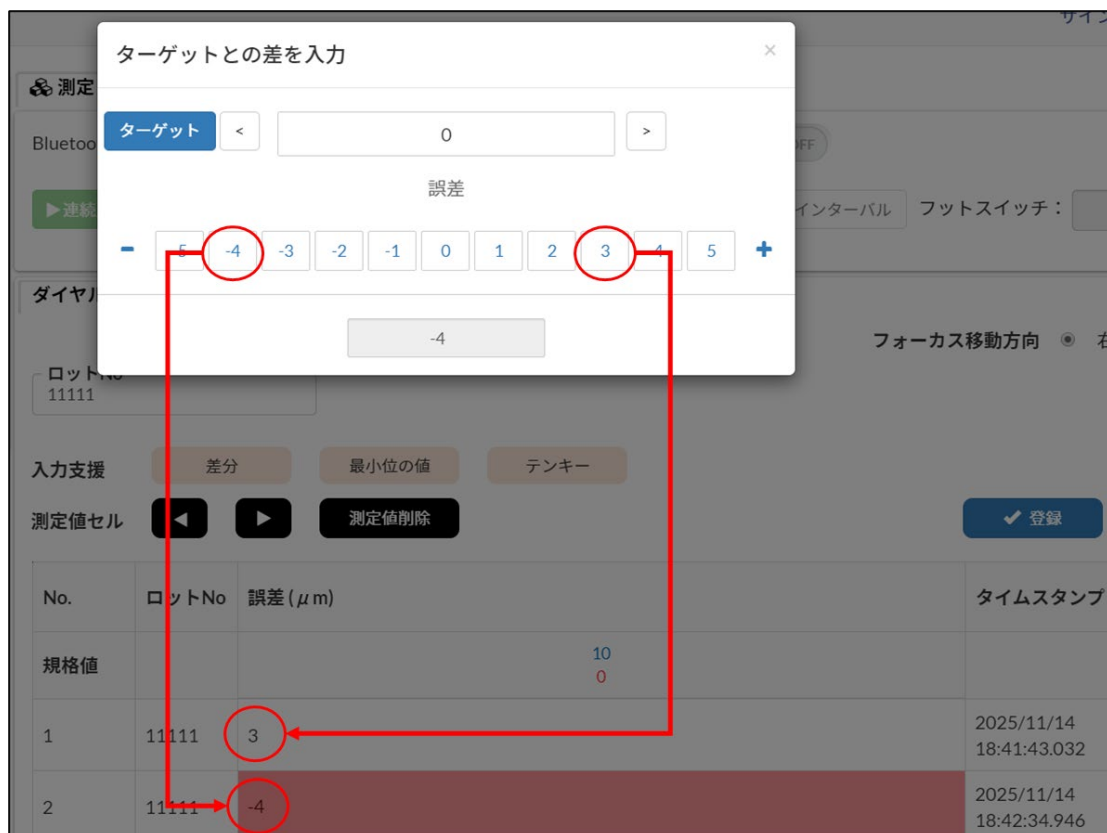 サイン
ターゲットとの差を入力 ×
測定
ターゲット < 0 >
Bluetoo
OFF
誤差
▶連続
インターバル フットスイッチ：
-5 -4 -3 -2 -1 0 1 2 3 4 5
ダイヤル
-4
フォーカス移動方向 右
ロットNo
11111
入力支援 差分 最小位の値 テンキー
測定値セル ◀ ▶ 測定値削除 ✔ 登録
No. ロットNo 誤差(μm) タイムスタンプ
規格値 10
0
1 11111 3 2025/11/14
18:41:43.032
2 11111 -4 2025/11/14
18:42:34.946